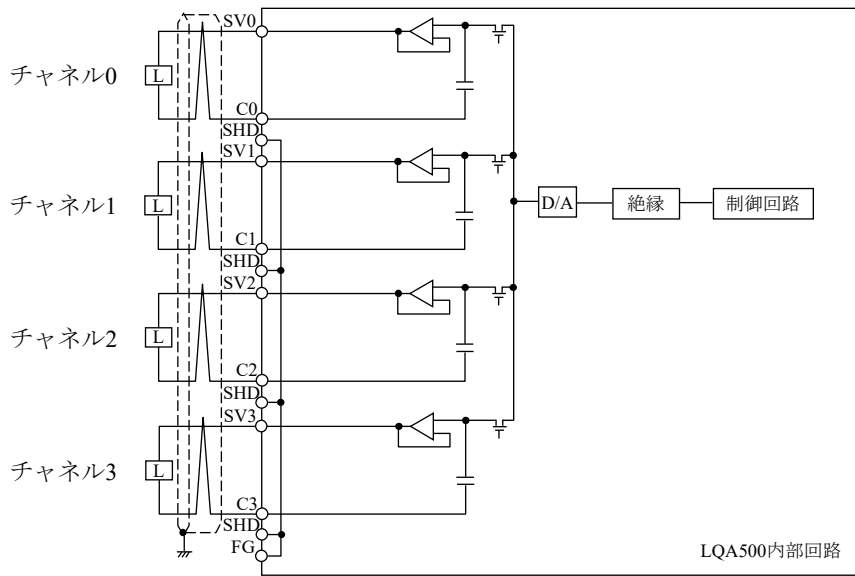 SV0
チャネル0
L
C0
SHD
SV1
チャネル1
L
C1
SHD
D/A
絶縁
制御回路
SV2
チャネル2
L
C2
SHD
SV3
チャネル3
L
C3
SHD
FG
LQA500内部回路